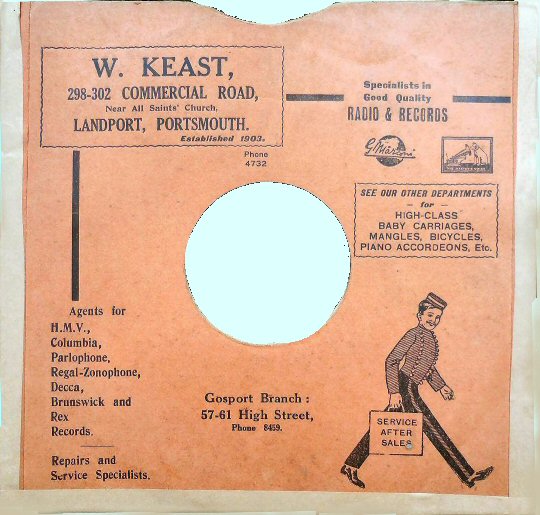 W. KEAST,
298-302 COMMERCIAL ROAD,
Near All Saints' Church,
LANDPORT, PORTSMOUTH.
Established 1903.
Phone
4732
Specialists in
Good Quality
RADIO & RECORDS
G. Marconi
SEE OUR OTHER DEPARTMENTS
– for –
HIGH-CLASS
BABY CARRIAGES,
MANGLES, BICYCLES,
PIANO ACCORDEONS, Etc.
Agents for
H.M.V.,
Columbia,
Parlophone,
Regal-Zonophone,
Decca,
Brunswick and
Rex
Records.
Repairs and
Service Specialists.
Gosport Branch :
57-61 High Street,
Phone 8459.
SERVICE
AFTER
SALES